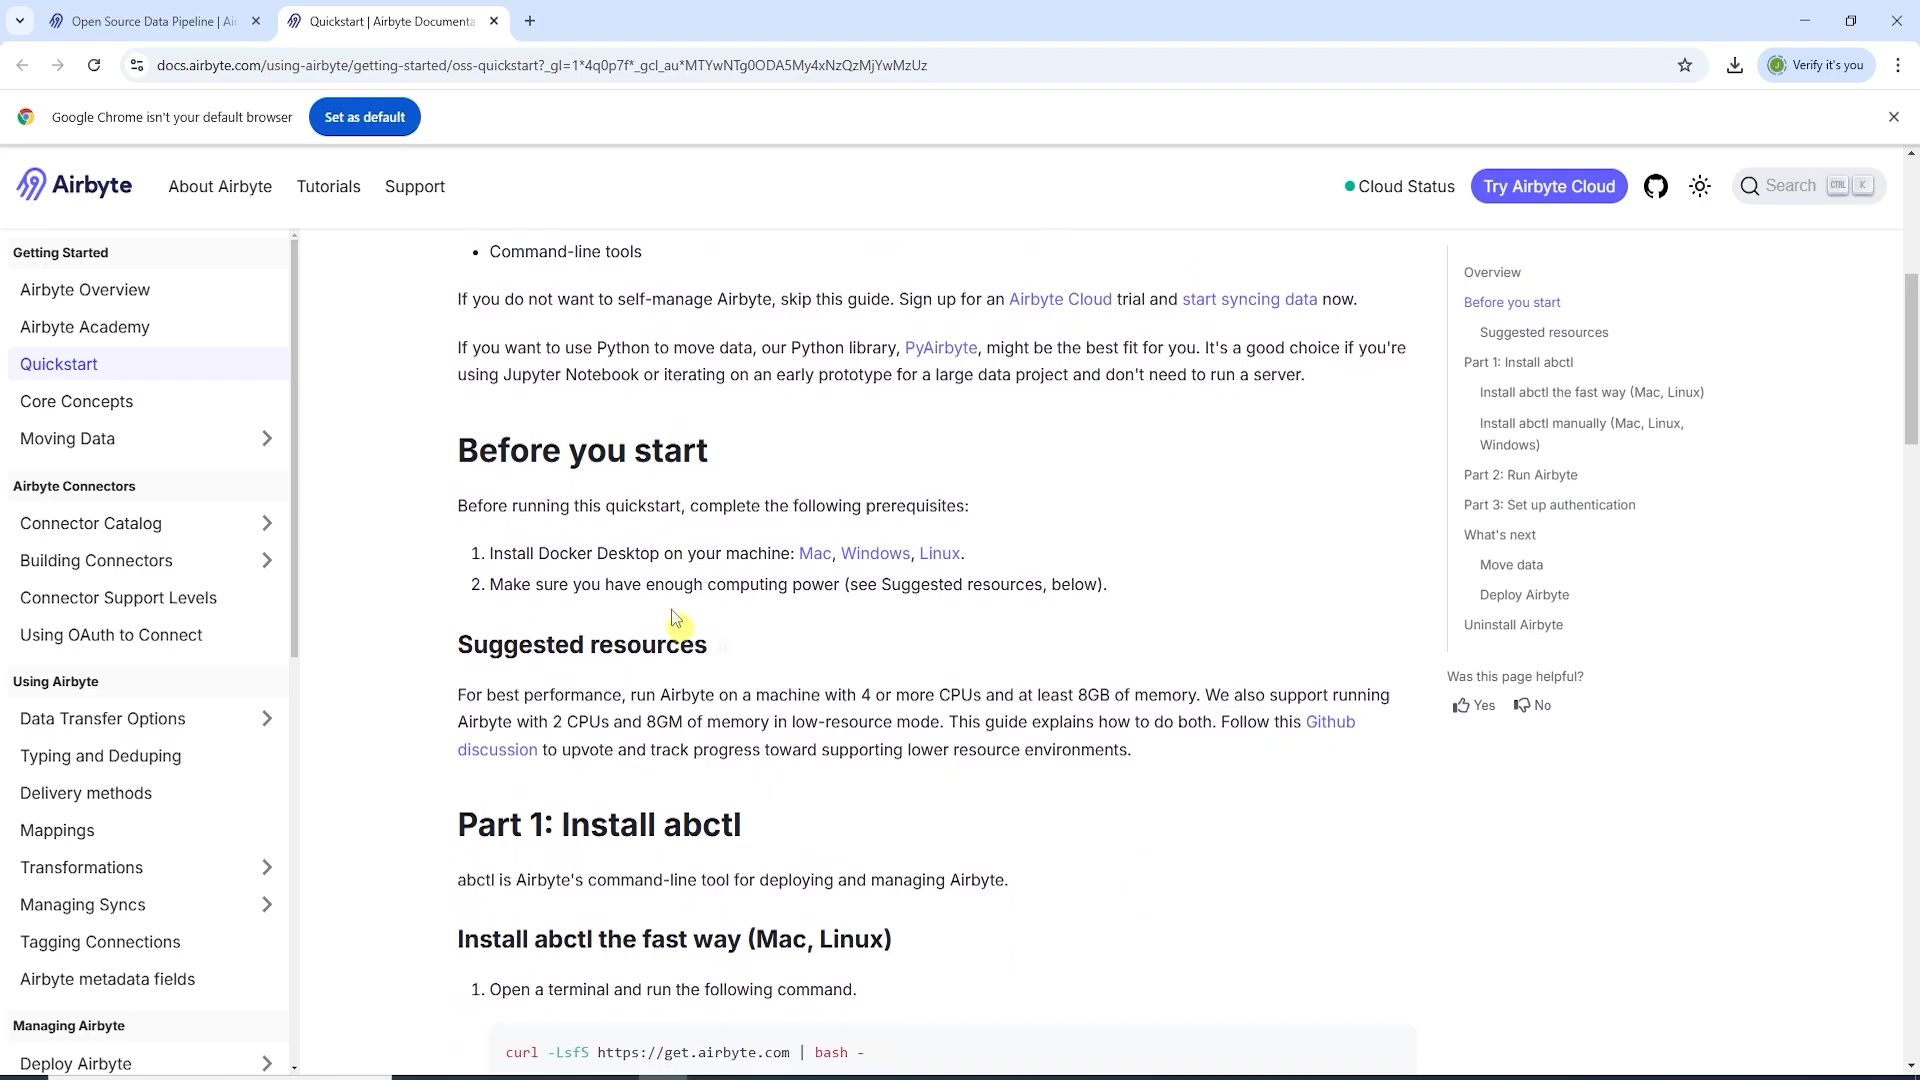 Open Source Data Pipeline | Air
Quickstart | Airbyte Documenta
docs.airbyte.com/using-airbyte/getting-started/oss-quickstart?_gl=1*4q0p7f*_gcl_au*MTYwNTg0ODA5My4xNzQzMjYwMzUz
Verify it's you
Google Chrome isn't your default browser
Set as default
Airbyte
About Airbyte
Tutorials
Support
Cloud Status
Try Airbyte Cloud
Search
CTRL
K
Getting Started
Airbyte Overview
Airbyte Academy
Quickstart
Core Concepts
Moving Data
Airbyte Connectors
Connector Catalog
Building Connectors
Connector Support Levels
Using OAuth to Connect
Using Airbyte
Data Transfer Options
Typing and Deduping
Delivery methods
Mappings
Transformations
Managing Syncs
Tagging Connections
Airbyte metadata fields
Managing Airbyte
Deploy Airbyte
• Command-line tools
If you do not want to self-manage Airbyte, skip this guide. Sign up for an Airbyte Cloud trial and start syncing data now.
If you want to use Python to move data, our Python library, PyAirbyte, might be the best fit for you. It's a good choice if you're
using Jupyter Notebook or iterating on an early prototype for a large data project and don't need to run a server.
Before you start
Before running this quickstart, complete the following prerequisites:
1. Install Docker Desktop on your machine: Mac, Windows, Linux.
2. Make sure you have enough computing power (see Suggested resources, below).
Suggested resources
For best performance, run Airbyte on a machine with 4 or more CPUs and at least 8GB of memory. We also support running
Airbyte with 2 CPUs and 8GM of memory in low-resource mode. This guide explains how to do both. Follow this Github
discussion to upvote and track progress toward supporting lower resource environments.
Part 1: Install abctl
abctl is Airbyte's command-line tool for deploying and managing Airbyte.
Install abctl the fast way (Mac, Linux)
1. Open a terminal and run the following command.
curl -LsfS https://get.airbyte.com | bash -
Overview
Before you start
Suggested resources
Part 1: Install abctl
Install abctl the fast way (Mac, Linux)
Install abctl manually (Mac, Linux,
Windows)
Part 2: Run Airbyte
Part 3: Set up authentication
What's next
Move data
Deploy Airbyte
Uninstall Airbyte
Was this page helpful?
Yes
No